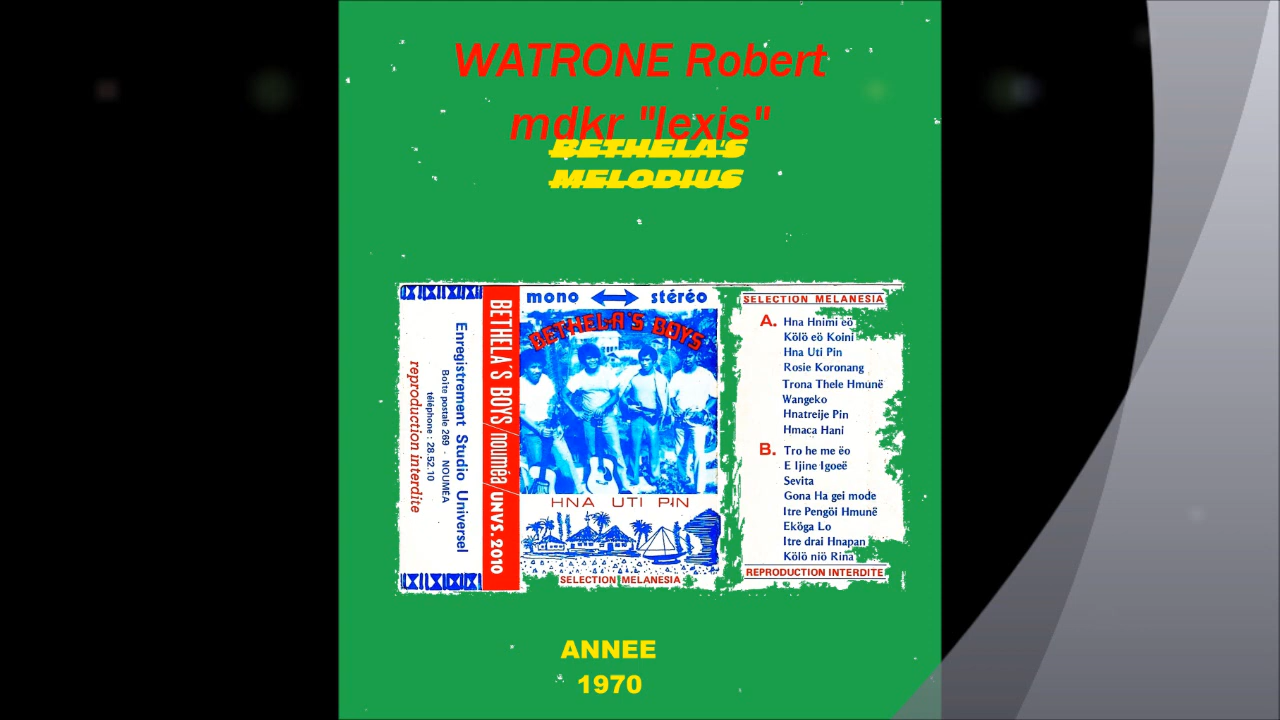 WATRONE Robert
mdkr "lexis"
BETHELA'S
MELODIUS
Enregistrement Studio Universel
Boîte postale 269 - NOUMÉA
téléphone : 28.52.10
reproduction interdite
BETHELA'S BOYS / nouméa / UNVS. 2010
mono stéréo
BETHELA'S BOYS
HNA UTI PIN
SELECTION MELANESIA
SELECTION MELANESIA
A. Hna Hnimi ëö
Kölö eö Koini
Hna Uti Pin
Rosie Koronang
Trona Thele Hmunë
Wangeko
Hnatreije Pin
Hmaca Hani
B. Tro he me ëo
E Ijine Igoeë
Sevita
Gona Ha gei mode
Itre Pengöi Hmunë
Eköga Lo
Itre drai Hnapan
Kölö niö Rina
REPRODUCTION INTERDITE
ANNEE
1970